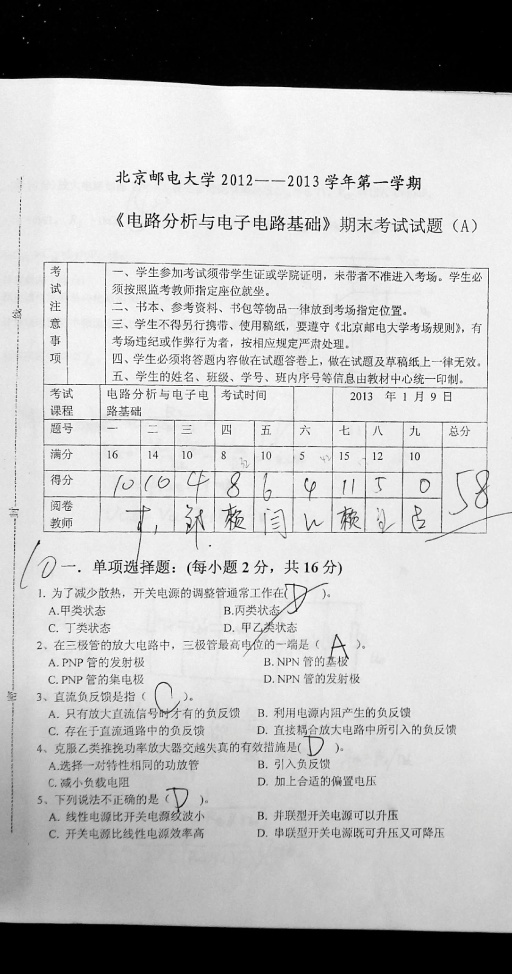 北京邮电大学 2012——2013 学年第一学期
《电路分析与电子电路基础》期末考试试题（A）
考试注意事项
一、学生参加考试须带学生证或学院证明，未带者不准进入考场。学生必
须按照监考教师指定座位就坐。
二、书本、参考资料、书包等物品一律放到考场指定位置。
三、学生不得另行携带、使用稿纸，要遵守《北京邮电大学考场规则》，有
考场违纪或作弊行为者，按相应规定严肃处理。
四、学生必须将答题内容做在试题答卷上，做在试题及草稿纸上一律无效。
五、学生的姓名、班级、学号、班内序号等信息由教材中心统一印制。
考试课程 电路分析与电子电路基础 考试时间 2013 年 1 月 9 日
题号 一 二 三 四 五 六 七 八 九 总分
满分 16 14 10 8 10 5 15 12 10
得分 10 10 4 8 6 4 11 5 0 58
阅卷教师 赖 闫 赖
10 一．单项选择题：(每小题 2 分，共 16 分)
1. 为了减少散热，开关电源的调整管通常工作在( D )。
A.甲类状态 B.丙类状态
C. 丁类状态 D. 甲乙类状态
2、在三极管的放大电路中，三极管最高电位的一端是（ A ）。
A. PNP 管的发射极 B. NPN 管的基极
C. PNP 管的集电极 D. NPN 管的发射极
3、直流负反馈是指（ C ）。
A. 只有放大直流信号时才有的负反馈 B. 利用电源内阻产生的负反馈
C. 存在于直流通路中的负反馈 D. 直接耦合放大电路中所引入的负反馈
4、克服乙类推挽功率放大器交越失真的有效措施是( D )。
A.选择一对特性相同的功放管 B. 引入负反馈
C. 减小负载电阻 D. 加上合适的偏置电压
5、下列说法不正确的是（ D ）。
A. 线性电源比开关电源纹波小 B. 并联型开关电源可以升压
C. 开关电源比线性电源效率高 D. 串联型开关电源既可升压又可降压